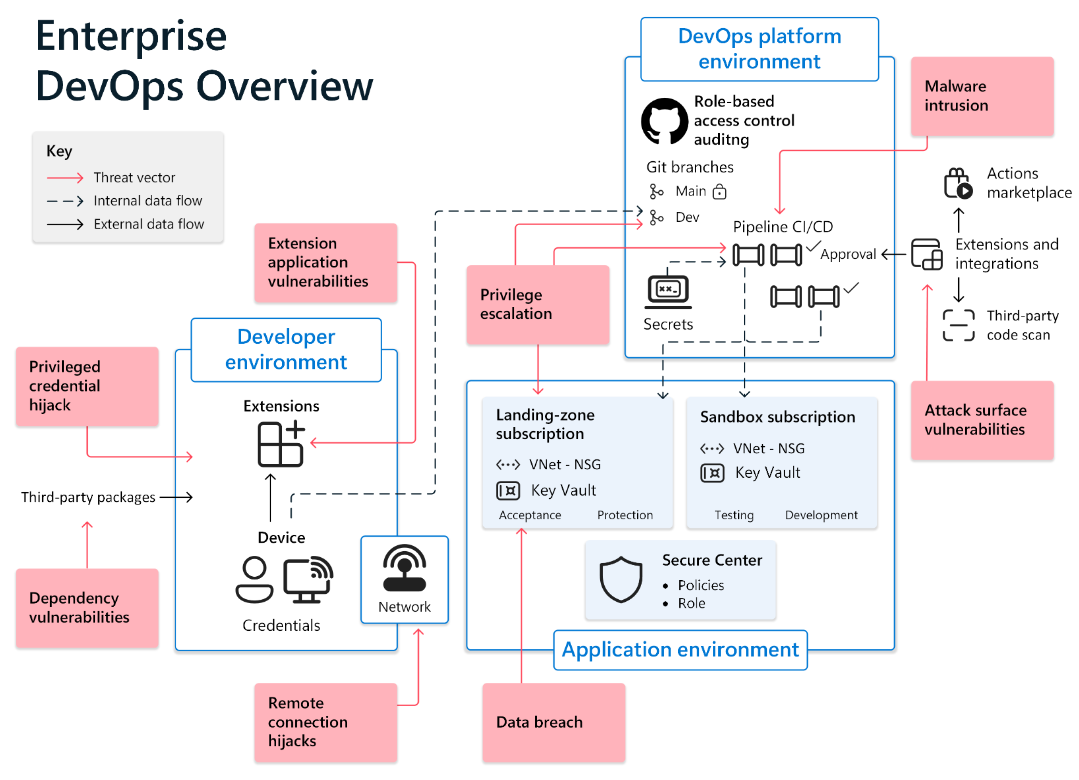 Enterprise
DevOps Overview
Key
Threat vector
Internal data flow
External data flow
DevOps platform
environment
Role-based
access control
auditng
Git branches
Main
Dev
Pipeline CI/CD
Approval
Secrets
Malware
intrusion
Actions
marketplace
Extensions and
integrations
Third-party
code scan
Attack surface
vulnerabilities
Extension
application
vulnerabilities
Privilege
escalation
Developer
environment
Privileged
credential
hijack
Extensions
Third-party packages
Device
Credentials
Network
Dependency
vulnerabilities
Remote
connection
hijacks
Landing-zone
subscription
VNet - NSG
Key Vault
Acceptance
Protection
Sandbox subscription
VNet - NSG
Key Vault
Testing
Development
Secure Center
• Policies
• Role
Application environment
Data breach